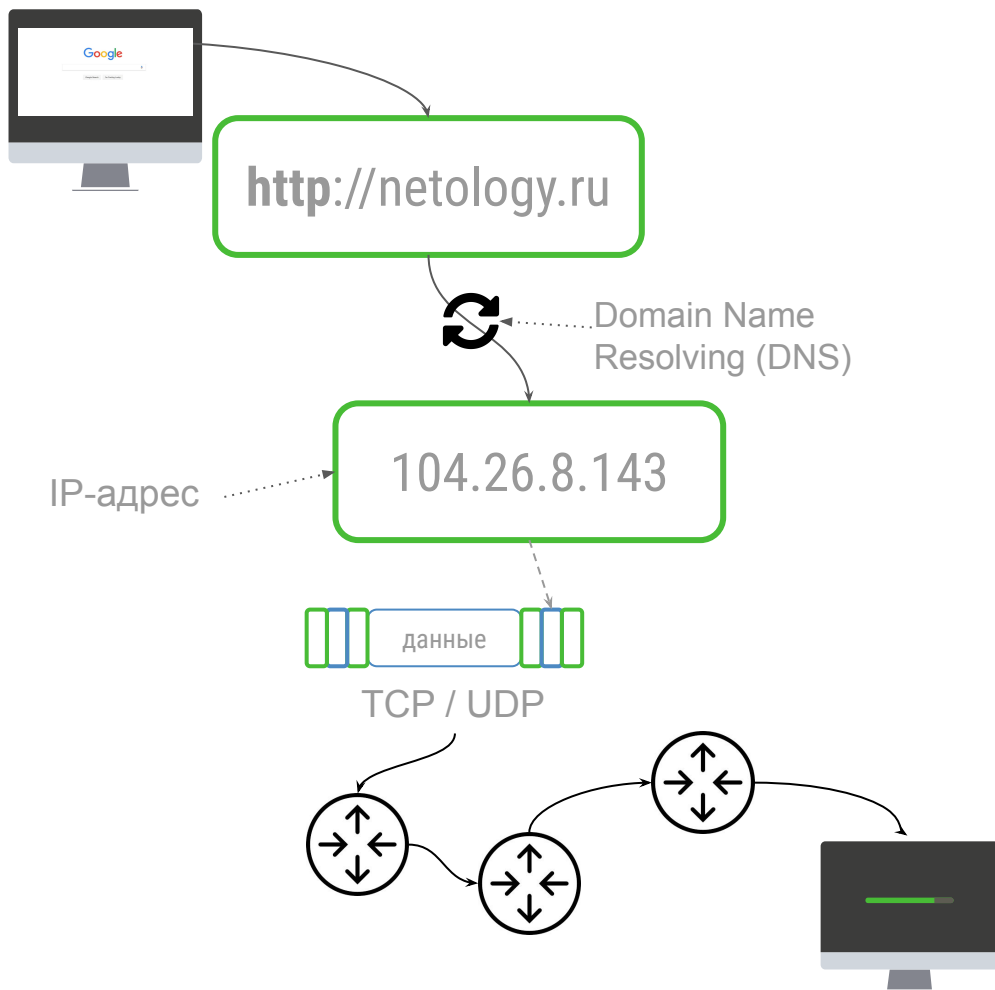 Google
http://netology.ru
Domain Name
Resolving (DNS)
104.26.8.143
IP-адрес
данные
TCP / UDP